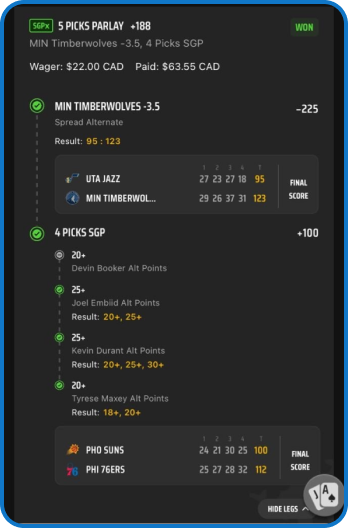 SGPx 5 PICKS PARLAY +188 WON
MIN Timberwolves -3.5, 4 Picks SGP
Wager: $22.00 CAD Paid: $63.55 CAD
MIN TIMBERWOLVES -3.5 -225
Spread Alternate
Result: 95 : 123
1 2 3 4 T
UTA JAZZ 27 23 27 18 95
MIN TIMBERWOL... 29 26 37 31 123
FINAL
SCORE
4 PICKS SGP +100
20+
Devin Booker Alt Points
25+
Joel Embiid Alt Points
Result: 20+, 25+
25+
Kevin Durant Alt Points
Result: 20+, 25+, 30+
20+
Tyrese Maxey Alt Points
Result: 18+, 20+
1 2 3 4 T
PHO SUNS 24 21 30 25 100
PHI 76ERS 25 27 28 32 112
FINAL
SCORE
HIDE LEGS
A